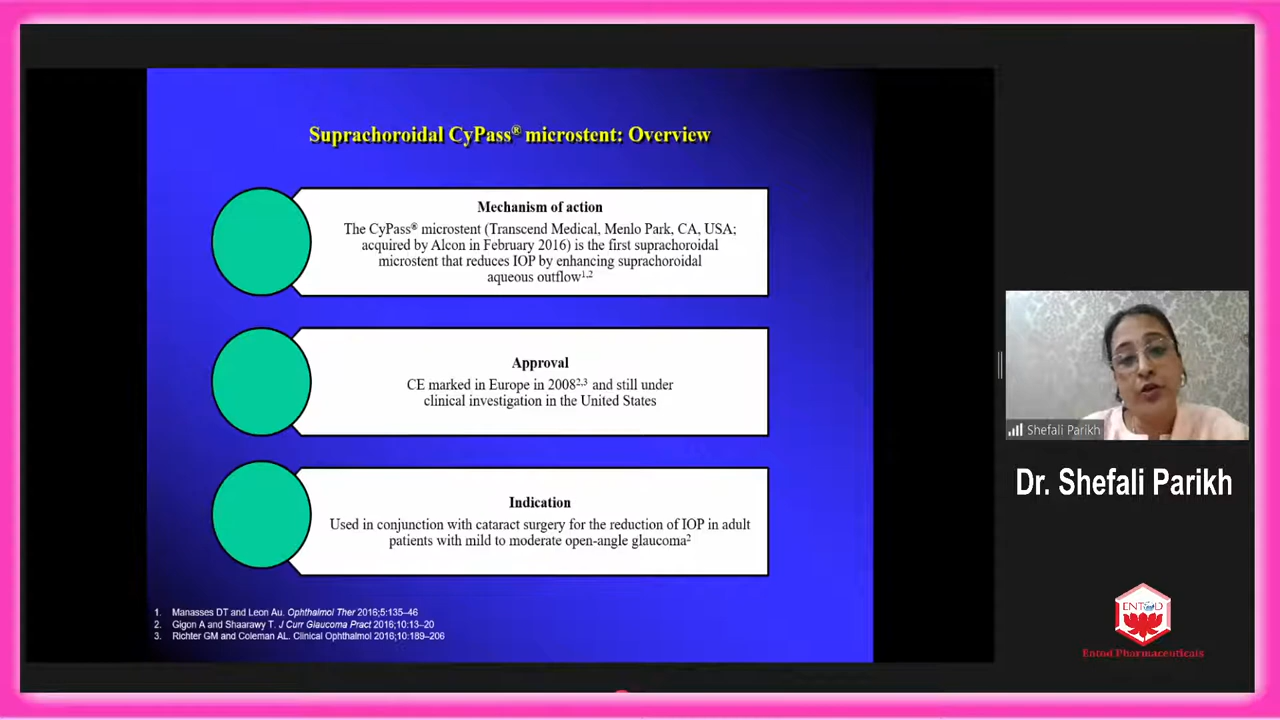 Suprachoroidal CyPass® microstent: Overview
Mechanism of action
The CyPass® microstent (Transcend Medical, Menlo Park, CA, USA;
acquired by Alcon in February 2016) is the first suprachoroidal
microstent that reduces IOP by enhancing suprachoroidal
aqueous outflow1,2
Approval
CE marked in Europe in 20082,3 and still under
clinical investigation in the United States
Indication
Used in conjunction with cataract surgery for the reduction of IOP in adult
patients with mild to moderate open-angle glaucoma2
1. Manasses DT and Leon Au. Ophthalmol Ther 2016;5:135–46
2. Gigon A and Shaarawy T. J Curr Glaucoma Pract 2016;10:13–20
3. Richter GM and Coleman AL. Clinical Ophthalmol 2016;10:189–206
Shefali Parikh
Dr. Shefali Parikh
ENTOD
Entod Pharmaceuticals